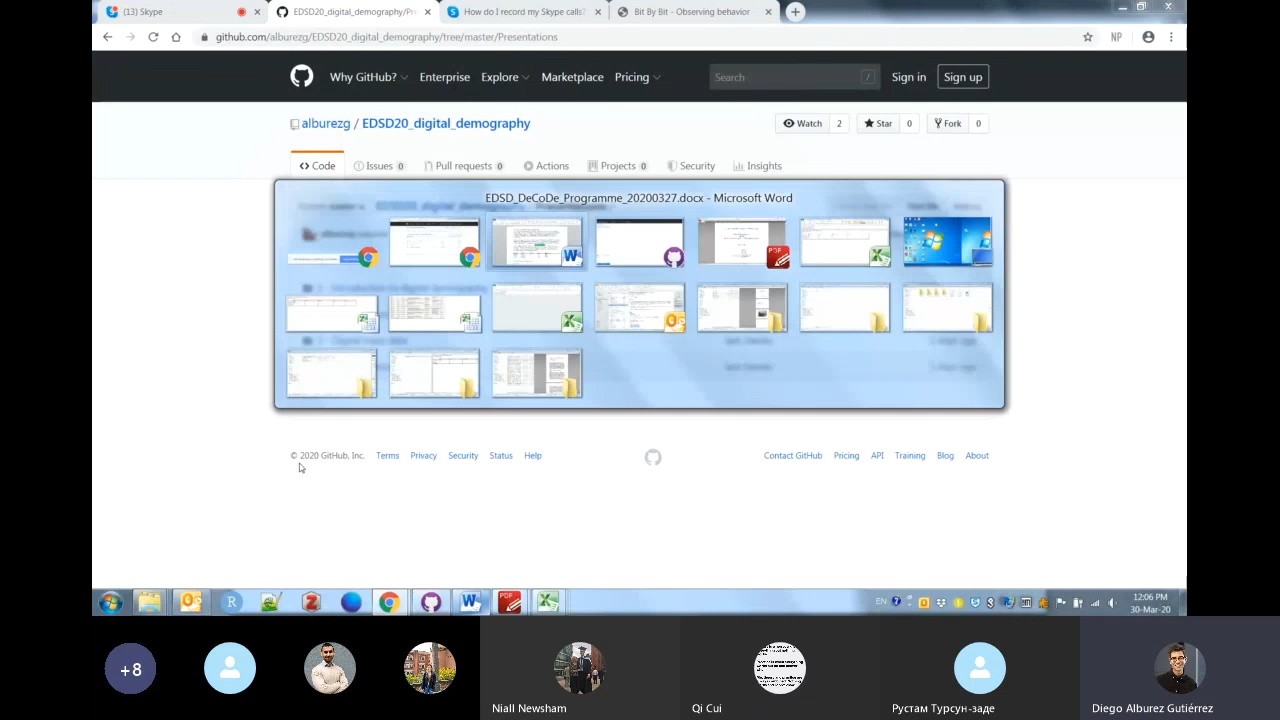 (13) Skype
EDSD20_digital_demography/Pre
How do I record my Skype calls?
Bit By Bit - Observing behavior
github.com/alburezg/EDSD20_digital_demography/tree/master/Presentations
NP
Why GitHub?
Enterprise
Explore
Marketplace
Pricing
Search
/
Sign in
Sign up
alburezg / EDSD20_digital_demography
Watch 2
Star 0
Fork 0
Code
Issues 0
Pull requests 0
Actions
Projects 0
Security
Insights
EDSD_DeCoDe_Programme_20200327.docx - Microsoft Word
© 2020 GitHub, Inc.
Terms
Privacy
Security
Status
Help
Contact GitHub
Pricing
API
Training
Blog
About
EN
12:06 PM
30-Mar-20
+8
Niall Newsham
Qi Cui
Рустам Турсун-заде
Diego Alburez Gutiérrez